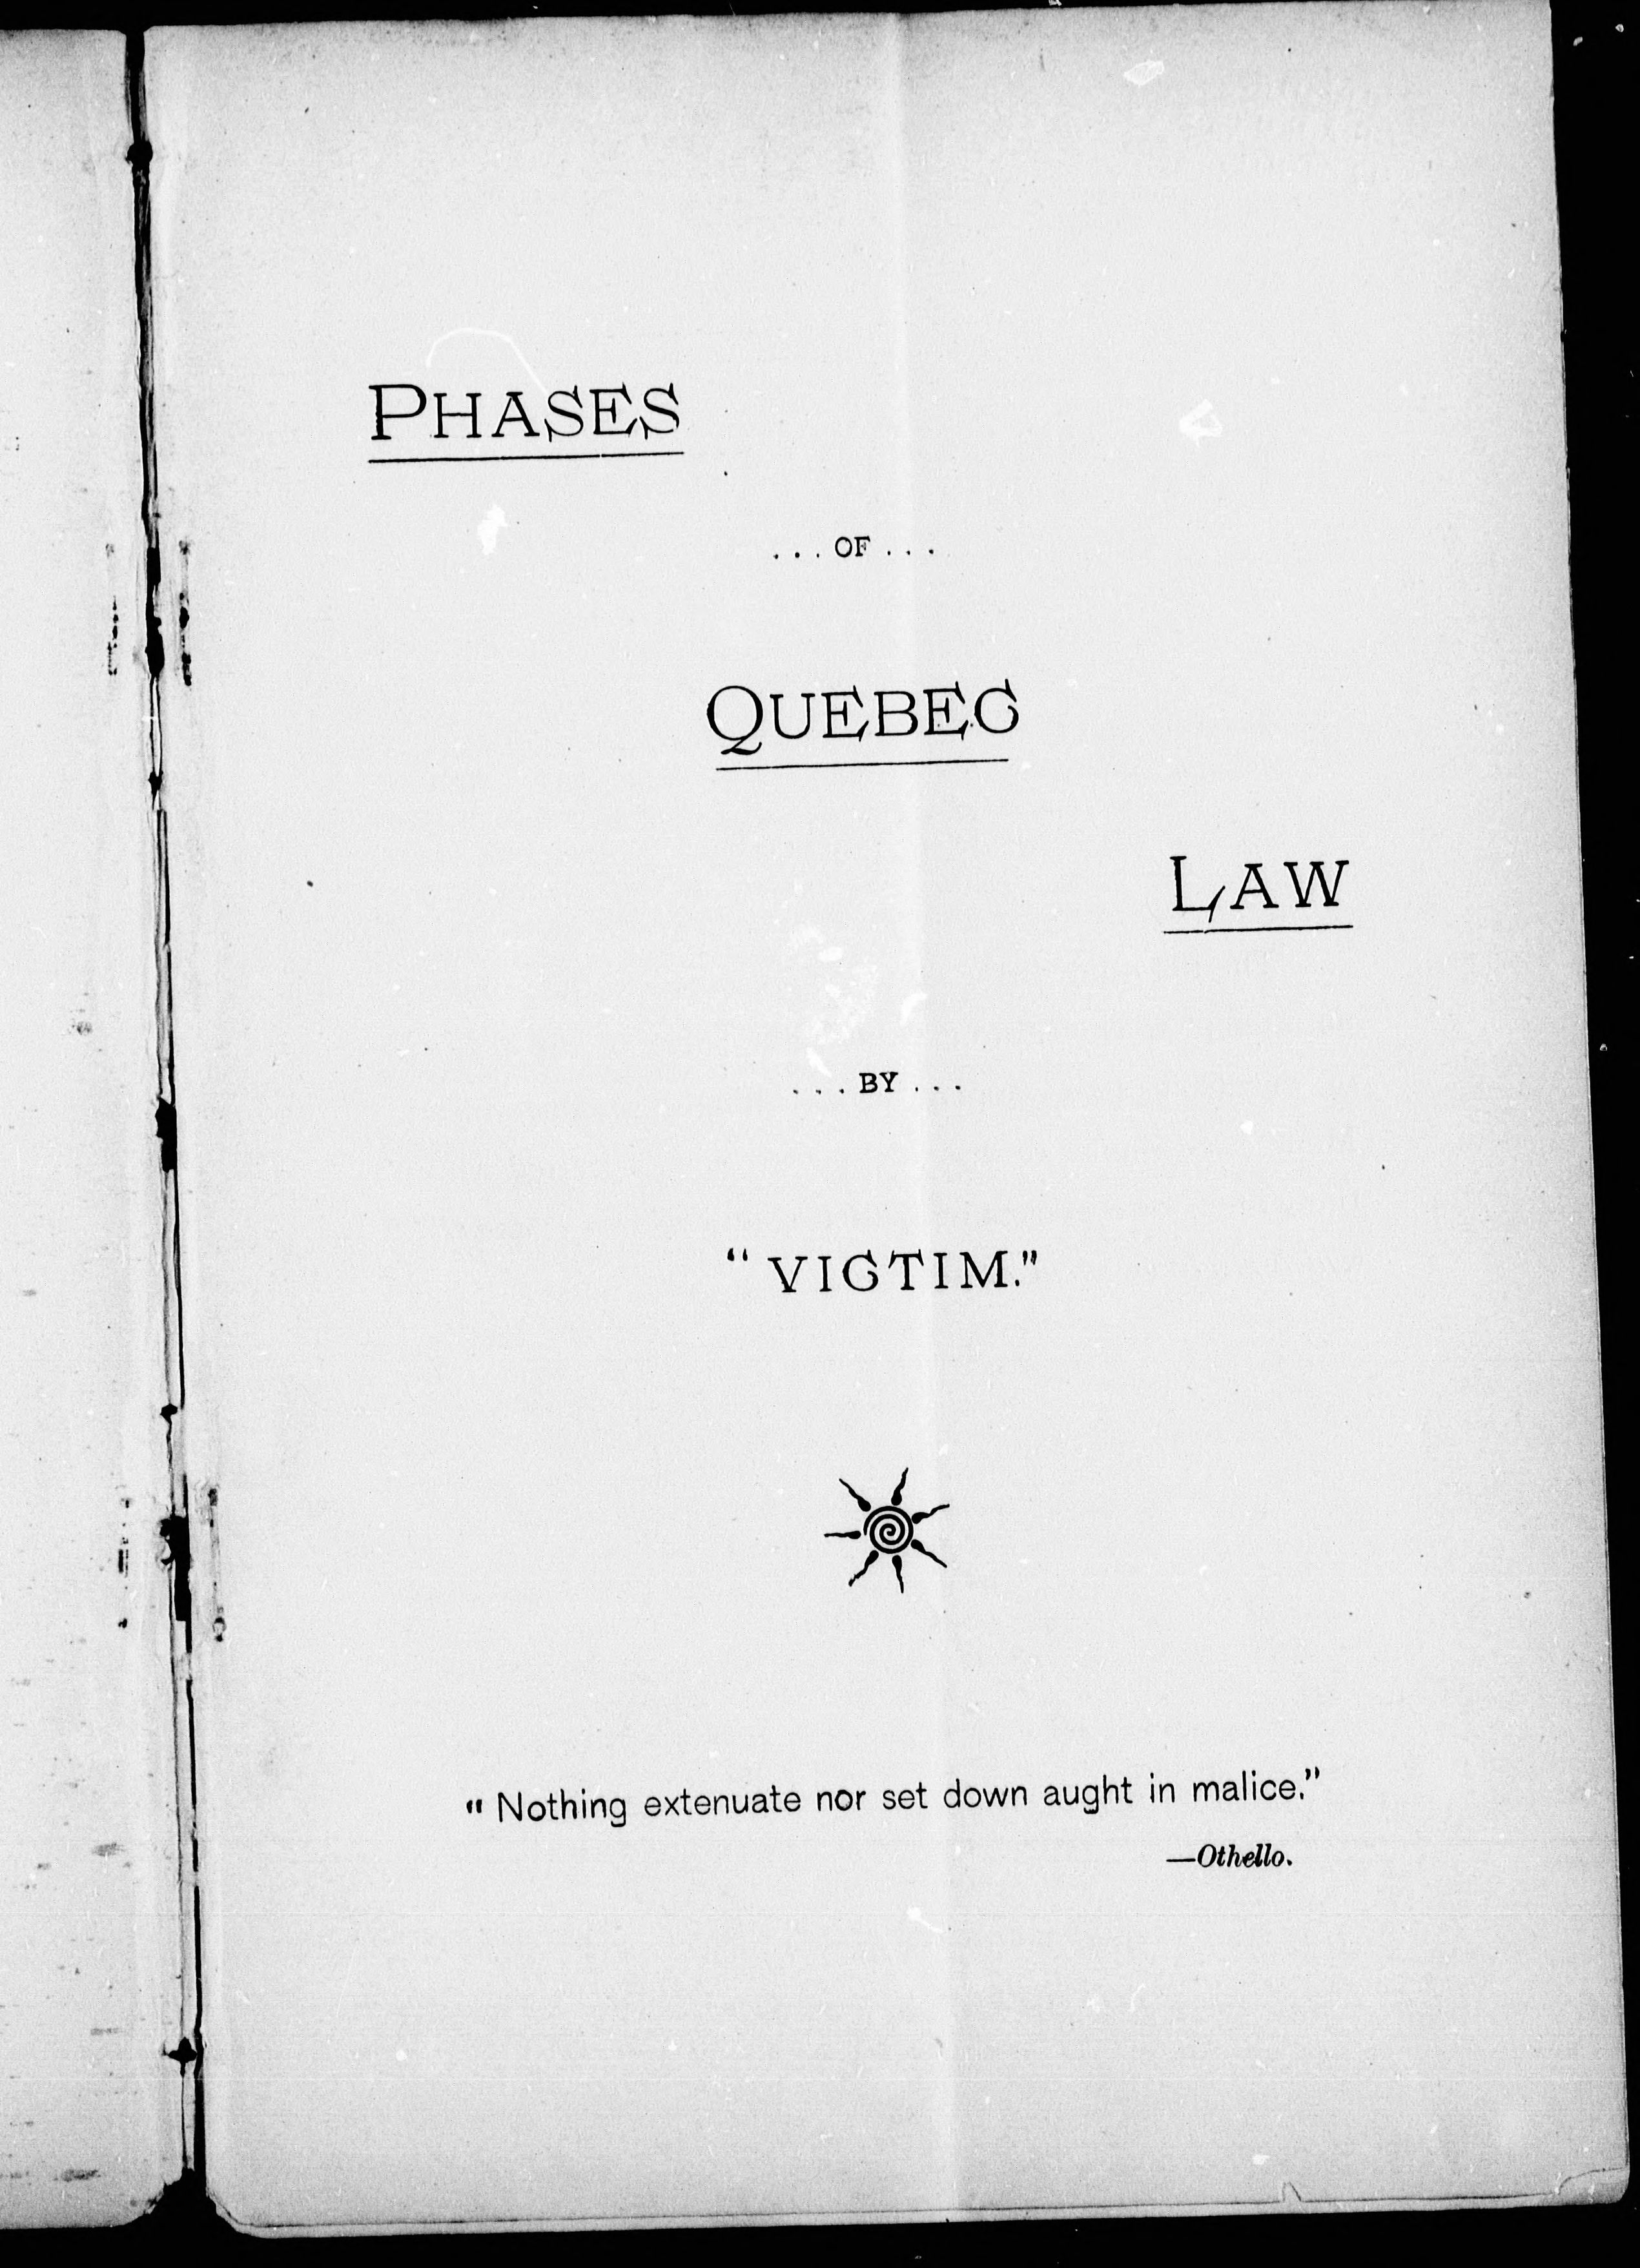 PHASES
...OF...
QUEBEC
LAW
...BY...
"VICTIM."
"Nothing extenuate nor set down aught in malice."
—Othello.